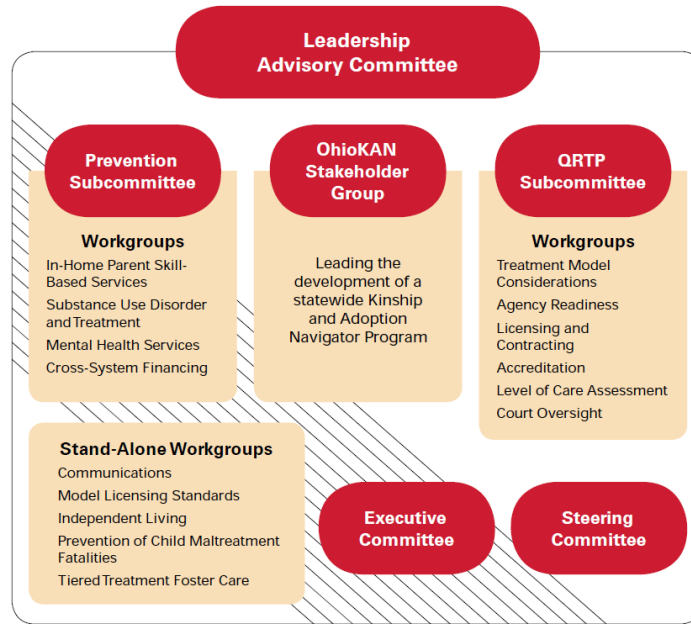 Leadership
Advisory Committee
Prevention
Subcommittee
Workgroups
In-Home Parent Skill-
Based Services
Substance Use Disorder
and Treatment
Mental Health Services
Cross-System Financing
OhioKAN
Stakeholder
Group
Leading the
development of a
statewide Kinship
and Adoption
Navigator Program
QRTP
Subcommittee
Workgroups
Treatment Model
Considerations
Agency Readiness
Licensing and
Contracting
Accreditation
Level of Care Assessment
Court Oversight
Stand-Alone Workgroups
Communications
Model Licensing Standards
Independent Living
Prevention of Child Maltreatment
Fatalities
Tiered Treatment Foster Care
Executive
Committee
Steering
Committee